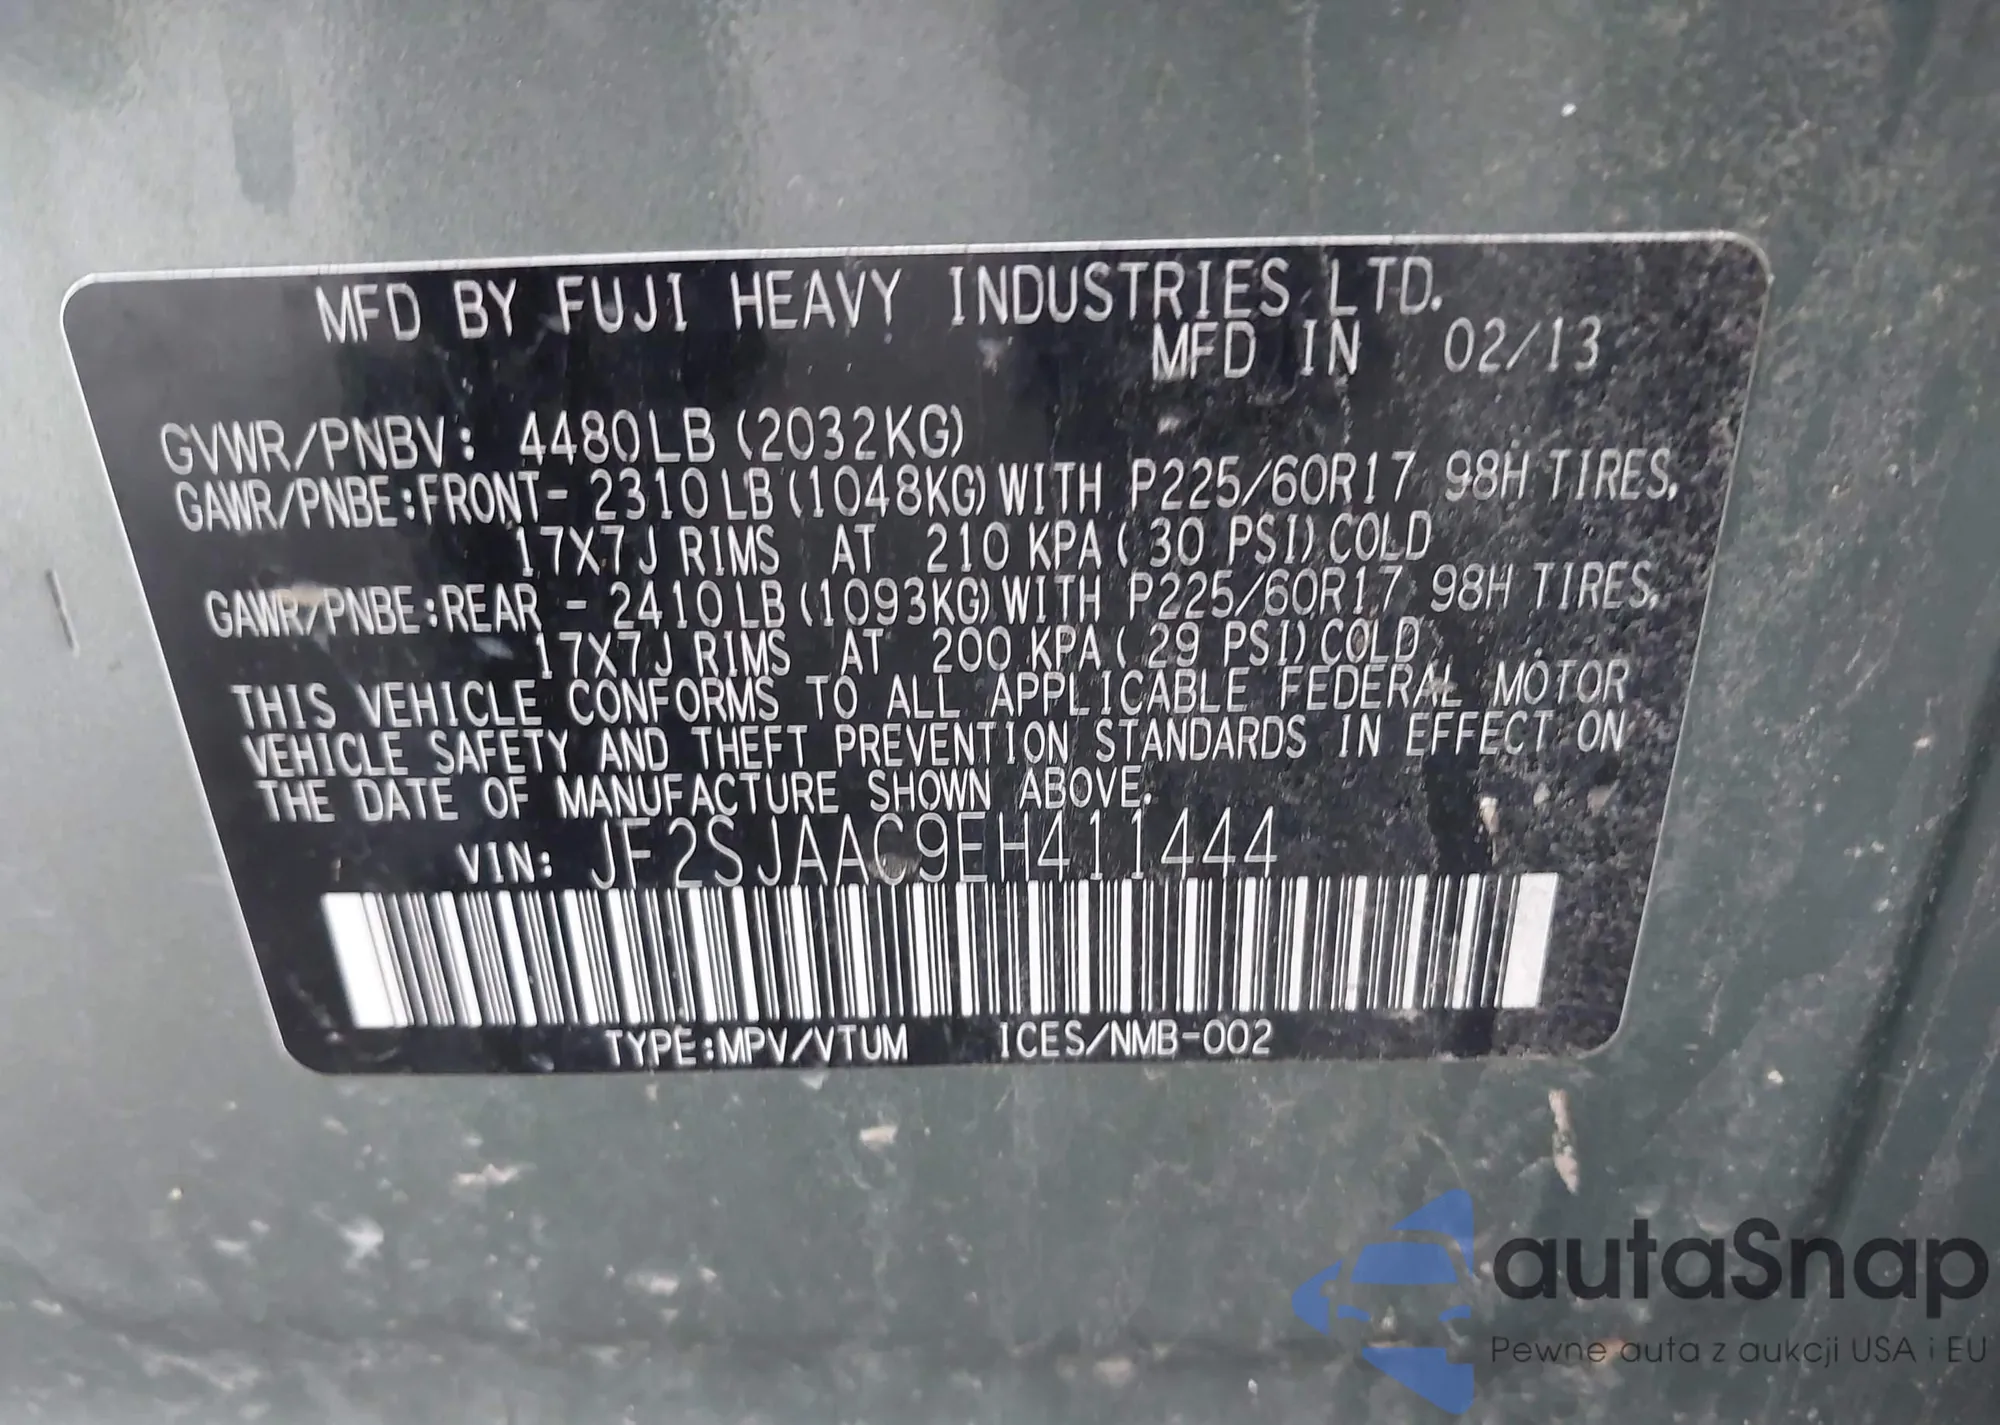 MFD BY FUJI HEAVY INDUSTRIES LTD.
MFD IN 02/13
GVWR/PNBV: 4480LB (2032KG)
GAWR/PNBE:FRONT- 2310LB(1048KG)WITH P225/60R17 98H TIRES,
17X7J RIMS AT 210 KPA( 30 PSI)COLD
GAWR/PNBE:REAR - 2410LB(1093KG)WITH P225/60R17 98H TIRES,
17X7J RIMS AT 200 KPA( 29 PSI)COLD
THIS VEHICLE CONFORMS TO ALL APPLICABLE FEDERAL MOTOR
VEHICLE SAFETY AND THEFT PREVENTION STANDARDS IN EFFECT ON
THE DATE OF MANUFACTURE SHOWN ABOVE.
VIN: JF2SJAAC9EH411444
TYPE:MPV/VTUM ICES/NMB-002
autaSnap
Pewne auta z aukcji USA i EU